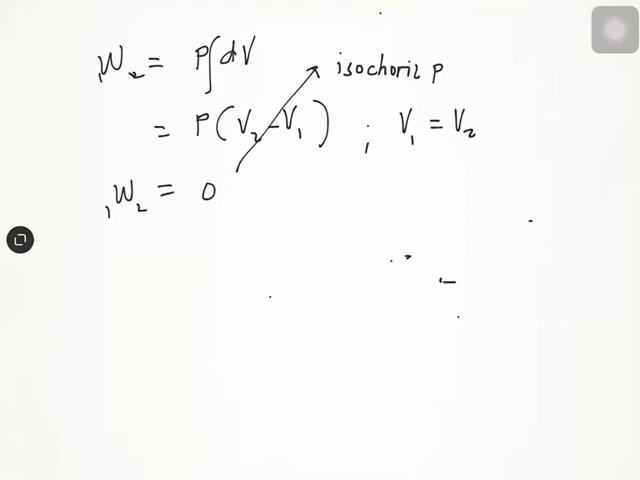 ₁W₂ = P∫dV
isochoric P
= P(V₂ - V₁) ; V₁ = V₂
₁W₂ = 0